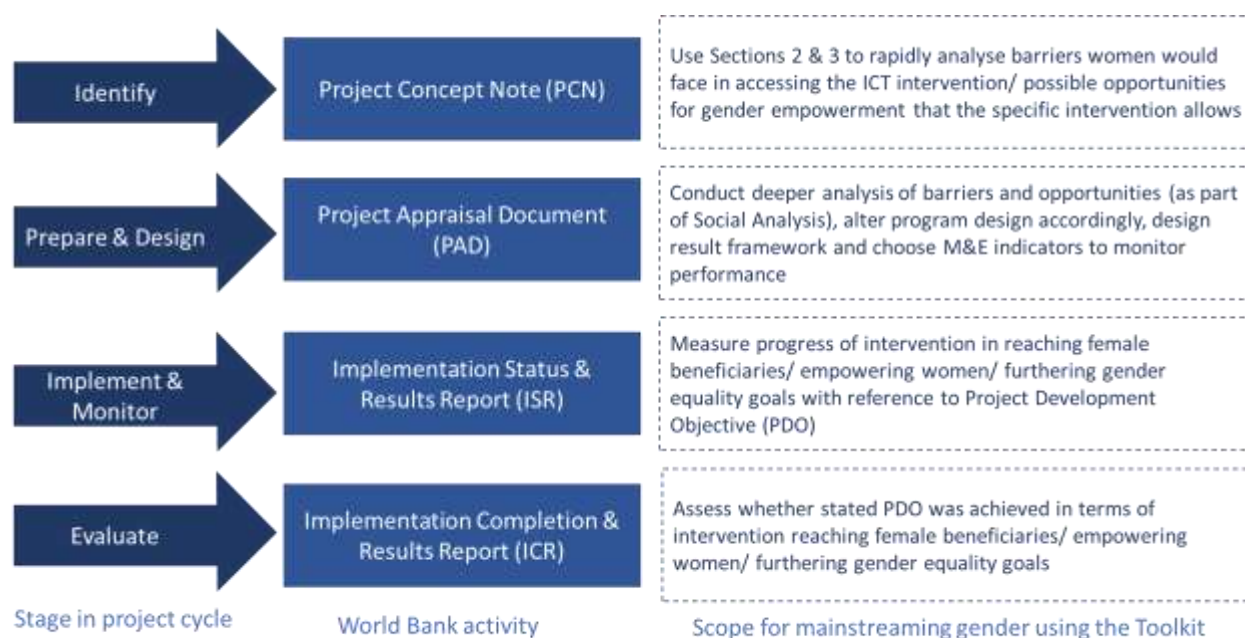 Identify
Project Concept Note (PCN)
Use Sections 2 & 3 to rapidly analyse barriers women would
face in accessing the ICT intervention/ possible opportunities
for gender empowerment that the specific intervention allows
Prepare & Design
Project Appraisal Document
(PAD)
Conduct deeper analysis of barriers and opportunities (as part
of Social Analysis), alter program design accordingly, design
result framework and choose M&E indicators to monitor
performance
Implement &
Monitor
Implementation Status &
Results Report (ISR)
Measure progress of intervention in reaching female
beneficiaries/ empowering women/ furthering gender
equality goals with reference to Project Development
Objective (PDO)
Evaluate
Implementation Completion &
Results Report (ICR)
Assess whether stated PDO was achieved in terms of
intervention reaching female beneficiaries/ empowering
women/ furthering gender equality goals
Stage in project cycle
World Bank activity
Scope for mainstreaming gender using the Toolkit